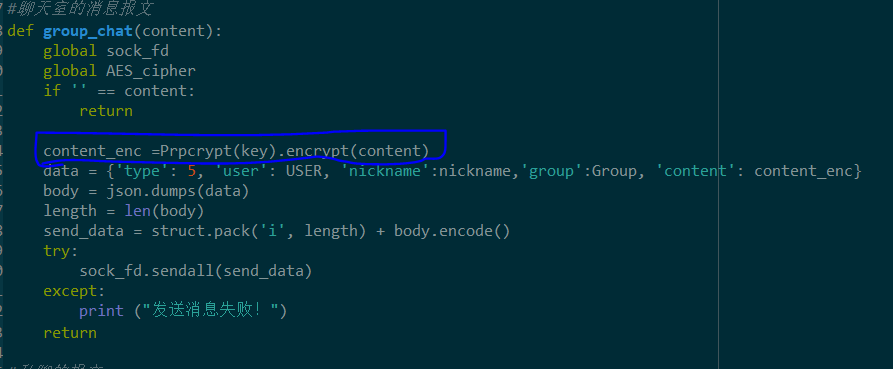 #聊天室的消息报文
def group_chat(content):
    global sock_fd
    global AES_cipher
    if '' == content:
        return
    content_enc =Prpcrypt(key).encrypt(content)
    data = {'type': 5, 'user': USER, 'nickname':nickname,'group':Group, 'content': content_enc}
    body = json.dumps(data)
    length = len(body)
    send_data = struct.pack('i', length) + body.encode()
    try:
        sock_fd.sendall(send_data)
    except:
        print ("发送消息失败！")
    return